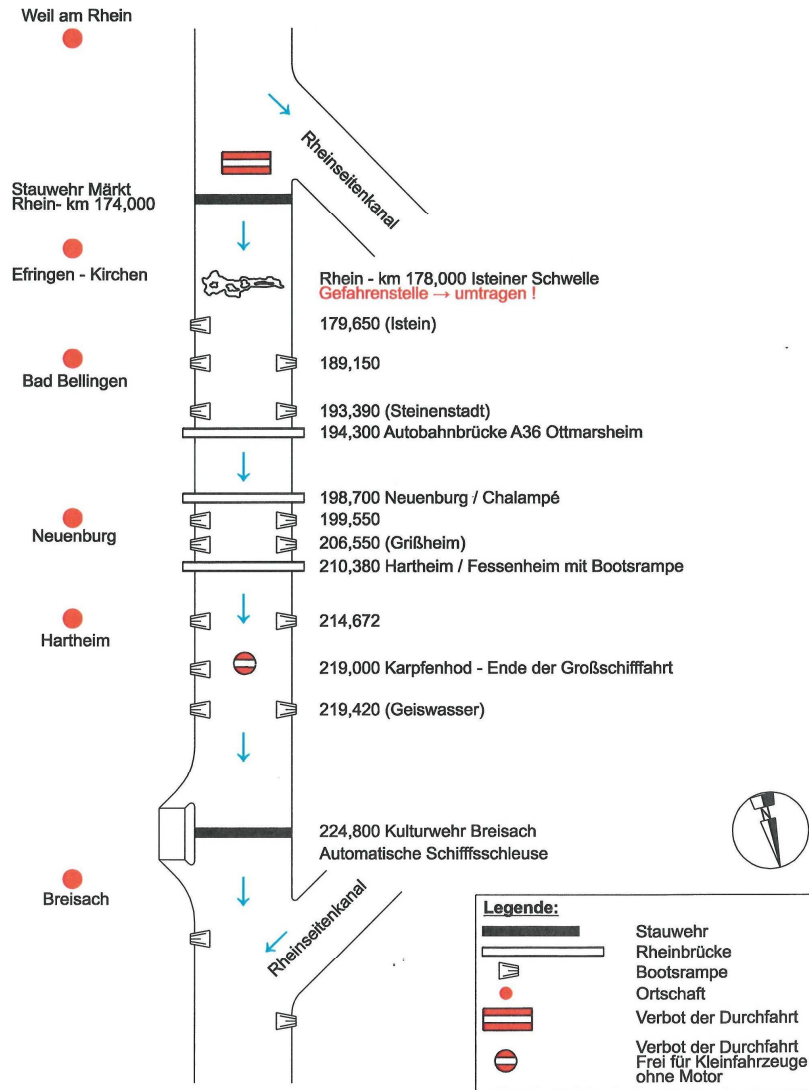 Weil am Rhein
Rheinseitenkanal
Stauwehr Märkt
Rhein- km 174,000
Efringen - Kirchen
Rhein - km 178,000 Isteiner Schwelle
Gefahrenstelle → umtragen !
179,650 (Istein)
Bad Bellingen
189,150
193,390 (Steinenstadt)
194,300 Autobahnbrücke A36 Ottmarsheim
198,700 Neuenburg / Chalampé
Neuenburg
199,550
206,550 (Grißheim)
210,380 Hartheim / Fessenheim mit Bootsrampe
Hartheim
214,672
219,000 Karpfenhod - Ende der Großschifffahrt
219,420 (Geiswasser)
224,800 Kulturwehr Breisach
Automatische Schifffsschleuse
Breisach
Rheinseitenkanal
Legende:
Stauwehr
Rheinbrücke
Bootsrampe
Ortschaft
Verbot der Durchfahrt
Verbot der Durchfahrt
Frei für Kleinfahrzeuge
ohne Motor